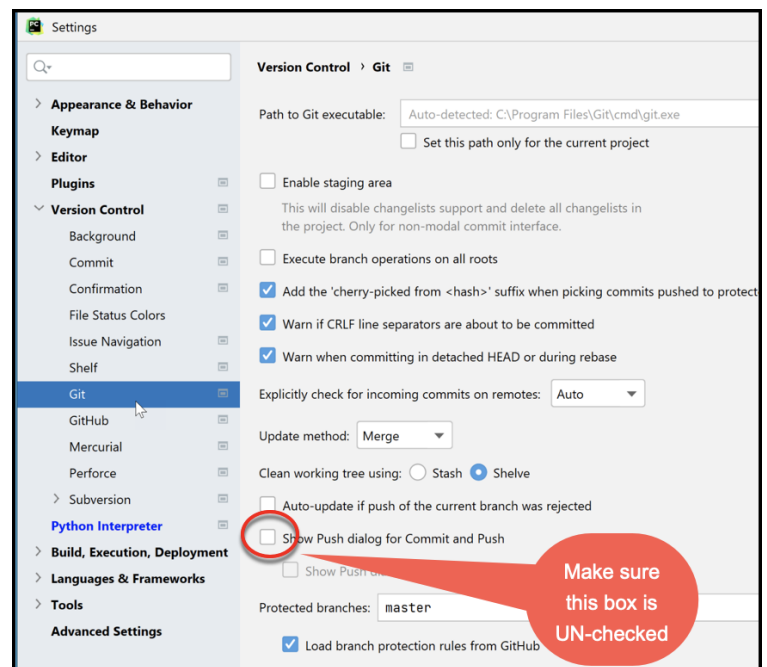 PC
Settings
Appearance & Behavior
Keymap
Editor
Plugins
Version Control
Background
Commit
Confirmation
File Status Colors
Issue Navigation
Shelf
Git
GitHub
Mercurial
Perforce
Subversion
Python Interpreter
Build, Execution, Deployment
Languages & Frameworks
Tools
Advanced Settings
Version Control › Git
Path to Git executable: Auto-detected: C:\Program Files\Git\cmd\git.exe
Set this path only for the current project
Enable staging area
This will disable changelists support and delete all changelists in
the project. Only for non-modal commit interface.
Execute branch operations on all roots
Add the 'cherry-picked from <hash>' suffix when picking commits pushed to protect
Warn if CRLF line separators are about to be committed
Warn when committing in detached HEAD or during rebase
Explicitly check for incoming commits on remotes: Auto
Update method: Merge
Clean working tree using: Stash Shelve
Auto-update if push of the current branch was rejected
Show Push dialog for Commit and Push
Show Push
Protected branches: master
Load branch protection rules from GitHub
Make sure
this box is
UN-checked